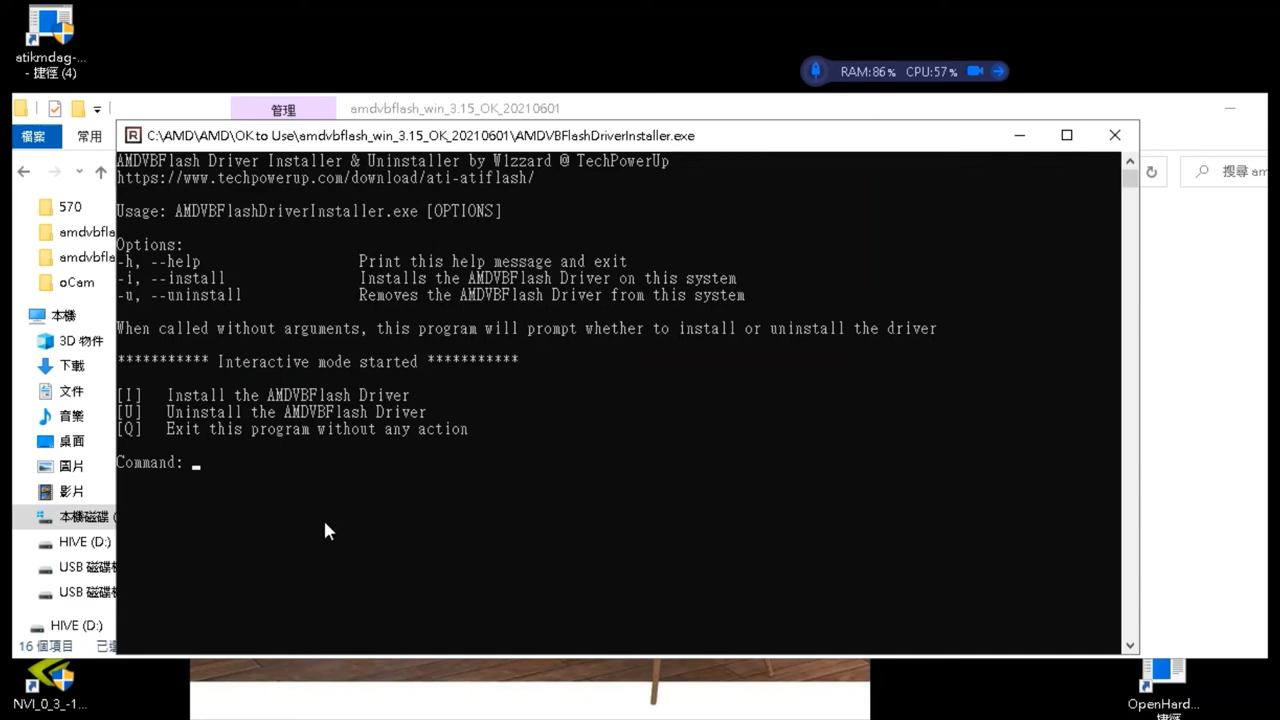 atikmdag-...
- 捷徑 (4)
RAM:86% CPU:57%
管理
amdvbflash_win_3.15_OK_20210601
檔案
常用
C:\AMD\AMD\OK to Use\amdvbflash_win_3.15_OK_20210601\AMDVBFlashDriverInstaller.exe
搜尋 am
AMDVBFlash Driver Installer & Uninstaller by W1zzard @ TechPowerUp
https://www.techpowerup.com/download/ati-atiflash/
Usage: AMDVBFlashDriverInstaller.exe [OPTIONS]
Options:
-h, --help Print this help message and exit
-i, --install Installs the AMDVBFlash Driver on this system
-u, --uninstall Removes the AMDVBFlash Driver from this system
When called without arguments, this program will prompt whether to install or uninstall the driver
*********** Interactive mode started ***********
[I] Install the AMDVBFlash Driver
[U] Uninstall the AMDVBFlash Driver
[Q] Exit this program without any action
Command: _
570
amdvbfla
amdvbfla
oCam
本機
3D 物件
下載
文件
音樂
桌面
圖片
影片
本機磁碟 (
HIVE (D:)
USB 磁碟
USB 磁碟
HIVE (D:)
16 個項目
NVI_0_3_-1...
OpenHard...
捷徑